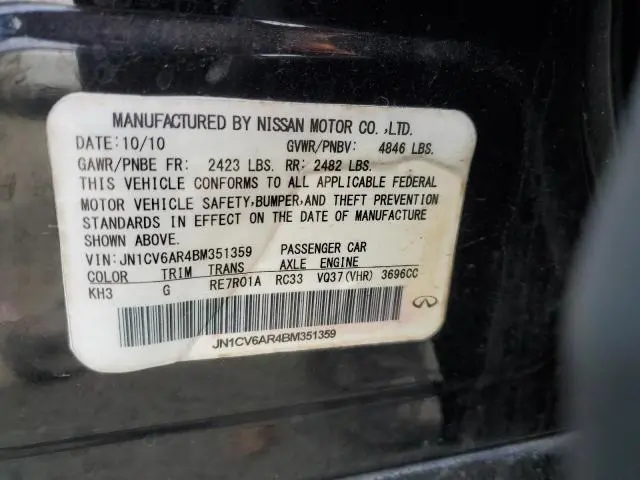 MANUFACTURED BY NISSAN MOTOR CO.,LTD.
DATE:10/10 GVWR/PNBV: 4846 LBS.
GAWR/PNBE FR: 2423 LBS. RR: 2482 LBS.
THIS VEHICLE CONFORMS TO ALL APPLICABLE FEDERAL
MOTOR VEHICLE SAFETY,BUMPER,AND THEFT PREVENTION
STANDARDS IN EFFECT ON THE DATE OF MANUFACTURE
SHOWN ABOVE.
VIN:JN1CV6AR4BM351359 PASSENGER CAR
COLOR TRIM TRANS AXLE ENGINE
KH3 G RE7R01A RC33 VQ37(VHR) 3696CC
JN1CV6AR4BM351359